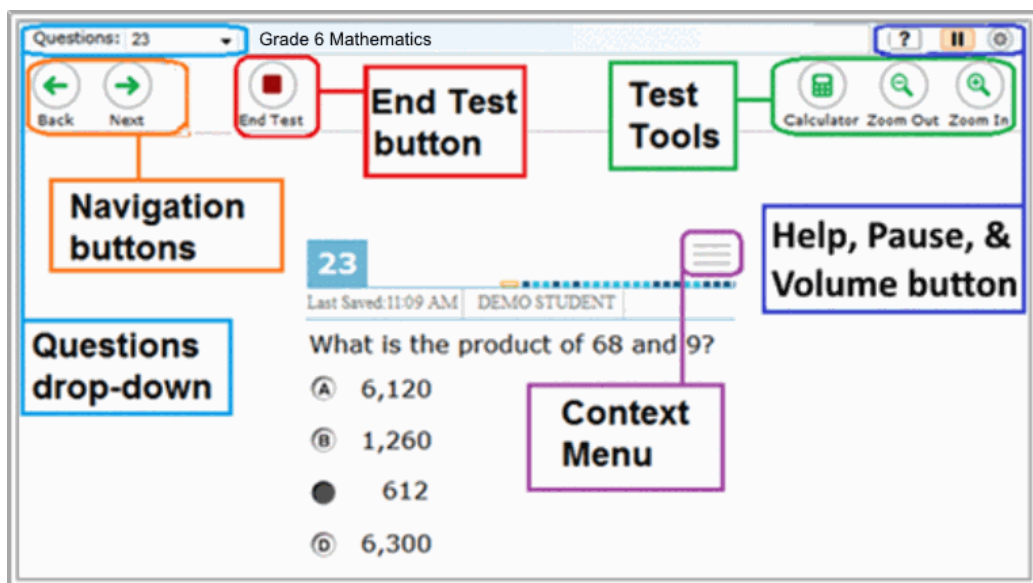 Questions: 23
Grade 6 Mathematics
?
Back
Next
End Test
Calculator
Zoom Out
Zoom In
End Test
button
Test
Tools
Navigation
buttons
Help, Pause, &
Volume button
23
Last Saved:11:09 AM
DEMO STUDENT
What is the product of 68 and 9?
Questions
drop-down
A 6,120
B 1,260
612
D 6,300
Context
Menu